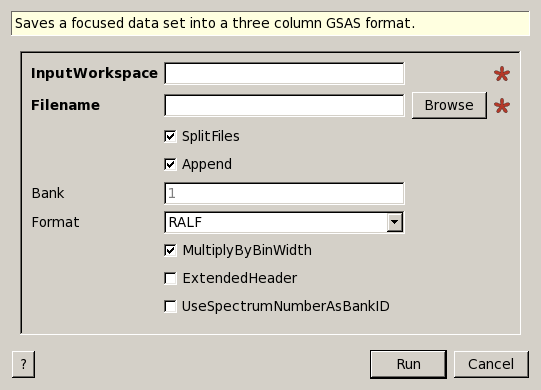 Saves a focused data set into a three column GSAS format.
InputWorkspace
Filename Browse
SplitFiles
Append
Bank 1
Format RALF
MultiplyByBinWidth
ExtendedHeader
UseSpectrumNumberAsBankID
? Run Cancel